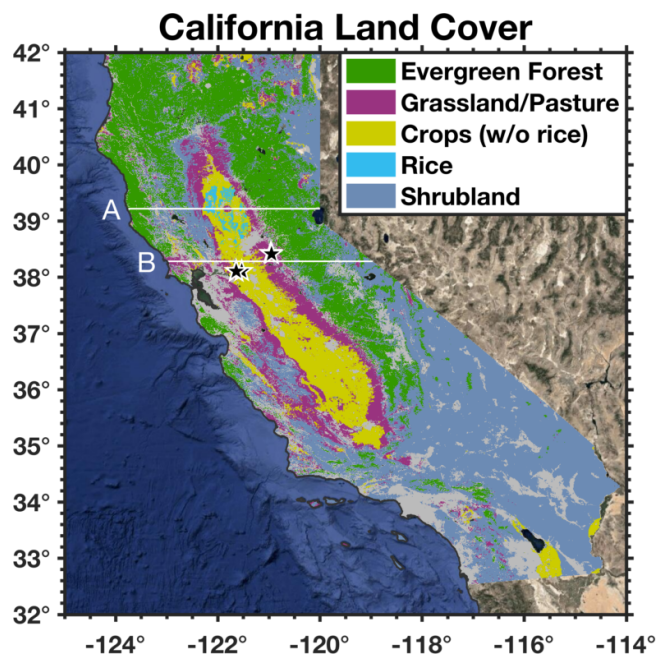 California Land Cover
42°
41°
40°
39°
38°
37°
36°
35°
34°
33°
32°
Evergreen Forest
Grassland/Pasture
Crops (w/o rice)
Rice
Shrubland
A
B
-124° -122° -120° -118° -116° -114°